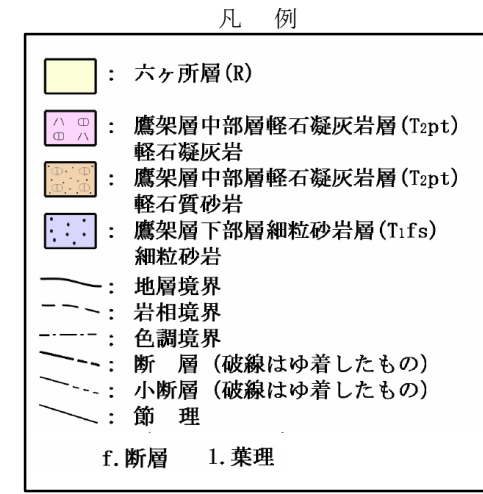 凡 例
: 六ヶ所層(R)
: 鷹架層中部層軽石凝灰岩層(T2pt)
軽石凝灰岩
: 鷹架層中部層軽石凝灰岩層(T2pt)
軽石質砂岩
: 鷹架層下部層細粒砂岩層(T1fs)
細粒砂岩
: 地層境界
: 岩相境界
: 色調境界
: 断 層 (破線はゆ着したもの)
: 小断層 (破線はゆ着したもの)
: 節 理
f.断層 l.葉理